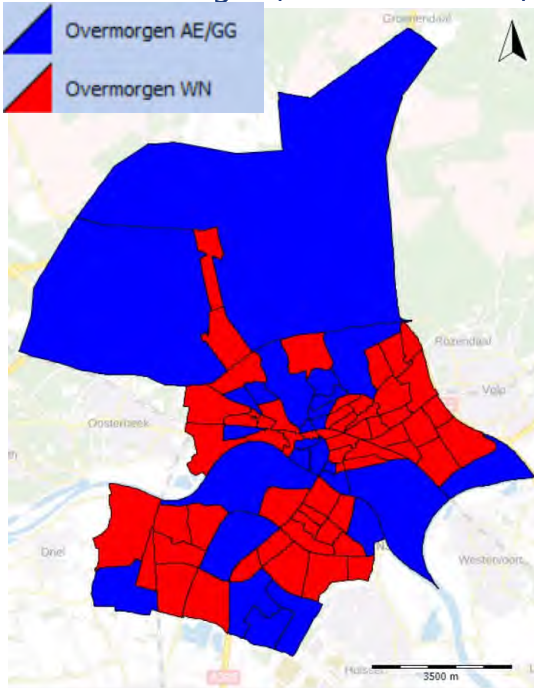 Groenendaal
Overmorgen AE/GG
Overmorgen WN
Rozendaal
Velp
Oosterbeek
Driel
Westervoort
3500 m